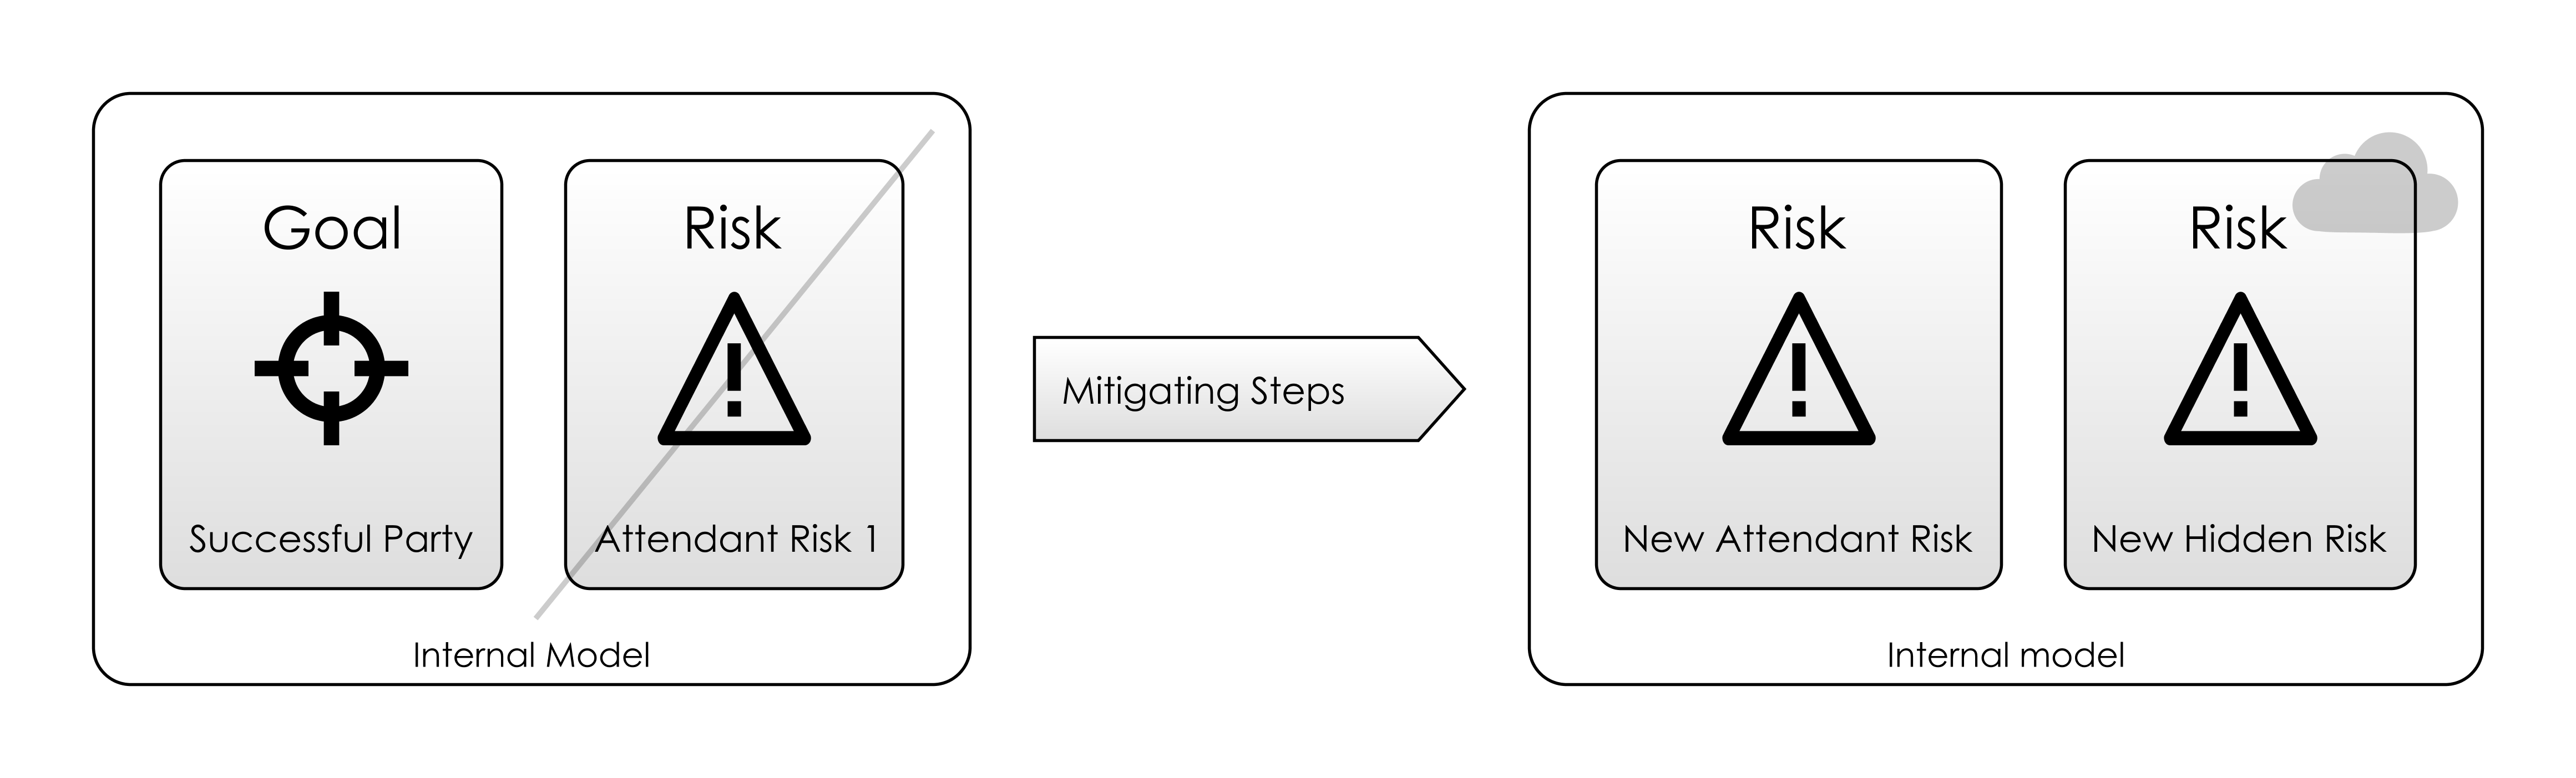 Goal
Successful Party
Risk
Attendant Risk 1
Internal Model
Mitigating Steps
Risk
New Attendant Risk
Risk
New Hidden Risk
Internal model